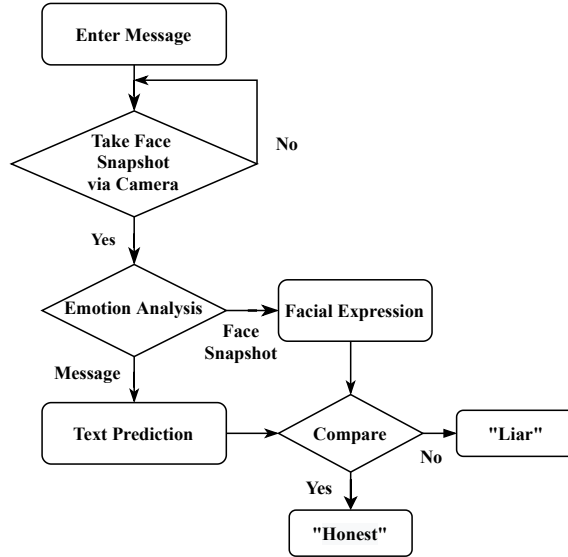 Enter Message
Take Face
Snapshot
via Camera
No
Yes
Emotion Analysis
Face
Snapshot
Facial Expression
Message
Text Prediction
Compare
No
"Liar"
Yes
"Honest"